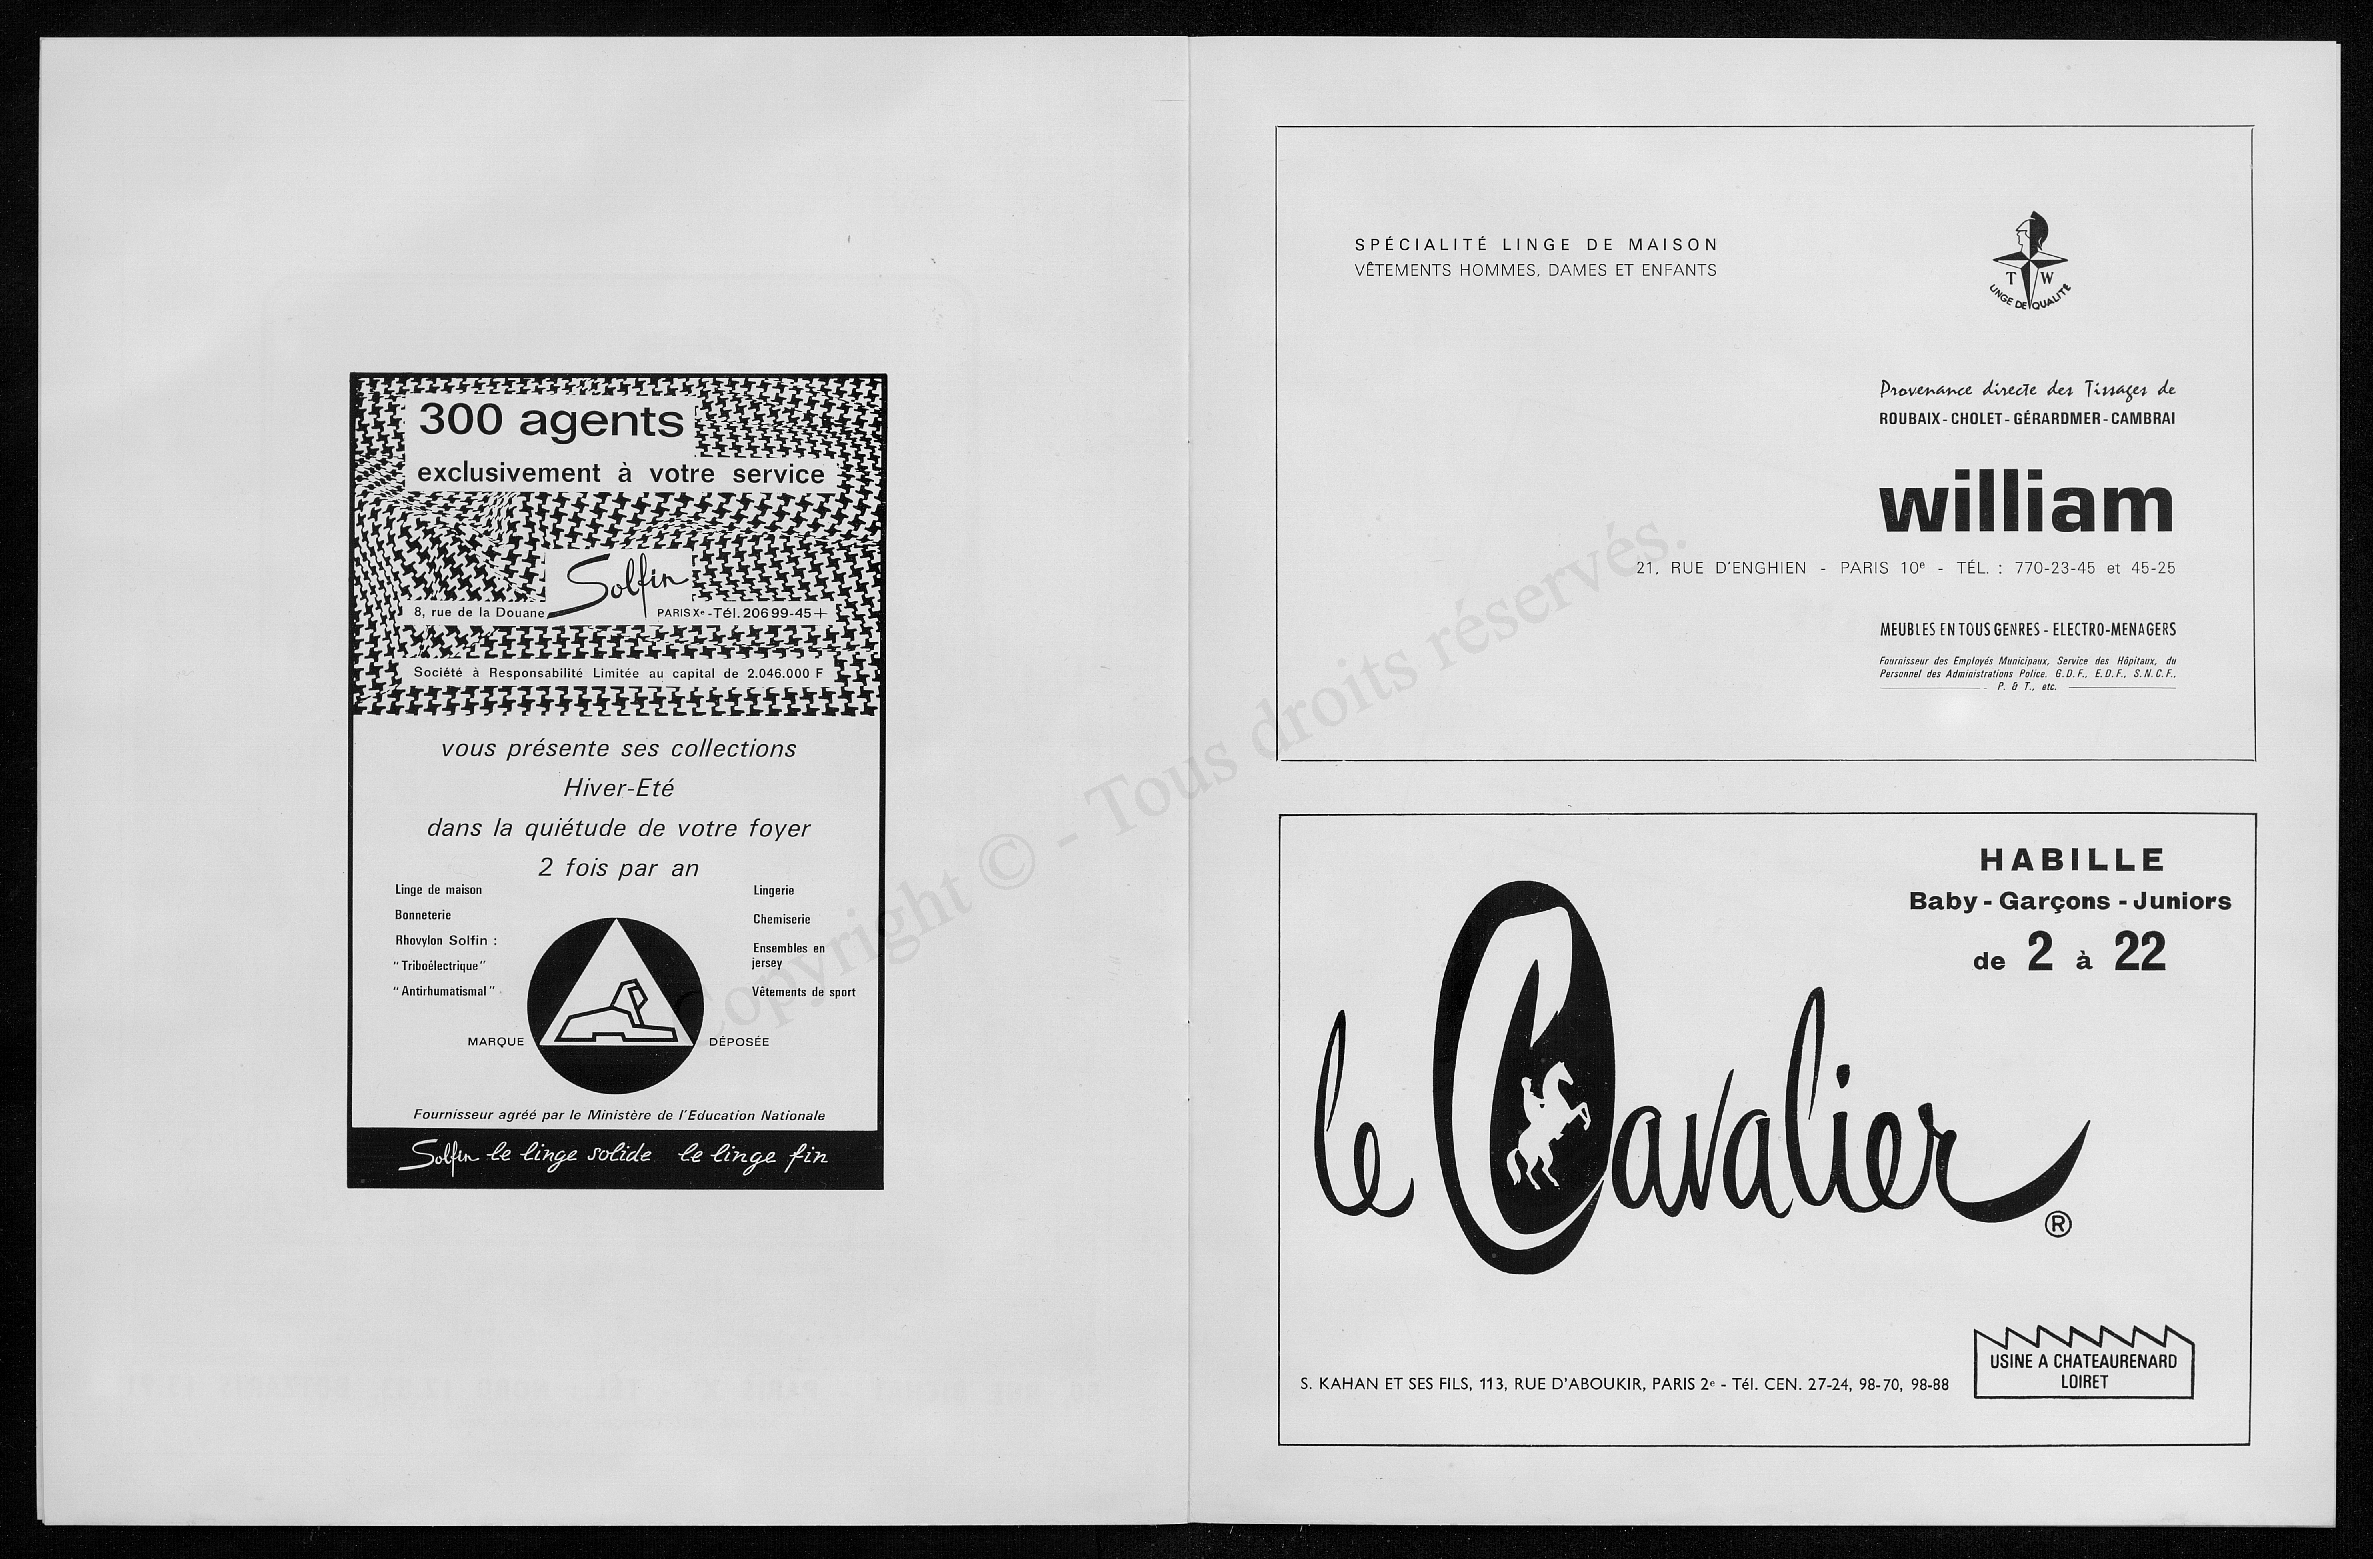 300 agents
exclusivement à votre service
Solfin
8, rue de la Douane PARIS Xe - Tél. 206 99-45 +
Société à Responsabilité Limitée au capital de 2.046.000 F
vous présente ses collections
Hiver-Eté
dans la quiétude de votre foyer
2 fois par an
Linge de maison
Bonneterie
Rhovylon Solfin :
"Triboélectrique"
"Antirhumatismal"
Lingerie
Chemiserie
Ensembles en
jersey
Vêtements de sport
MARQUE DÉPOSÉE
Fournisseur agréé par le Ministère de l'Education Nationale
Solfin le linge solide le linge fin
SPÉCIALITÉ LINGE DE MAISON
VÊTEMENTS HOMMES, DAMES ET ENFANTS
T W
LINGE DE QUALITÉ
Provenance directe des Tissages de
ROUBAIX - CHOLET - GÉRARDMER - CAMBRAI
william
21, RUE D'ENGHIEN - PARIS 10e - TÉL. : 770-23-45 et 45-25
MEUBLES EN TOUS GENRES - ELECTRO-MENAGERS
Fournisseur des Employés Municipaux, Service des Hôpitaux, du
Personnel des Administrations Police, G.D.F., E.D.F., S.N.C.F.,
P. & T., etc.
HABILLE
Baby - Garçons - Juniors
de 2 à 22
le Cavalier ®
S. KAHAN ET SES FILS, 113, RUE D'ABOUKIR, PARIS 2e - Tél. CEN. 27-24, 98-70, 98-88
USINE A CHATEAURENARD
LOIRET
Copyright © - Tous droits réservés.